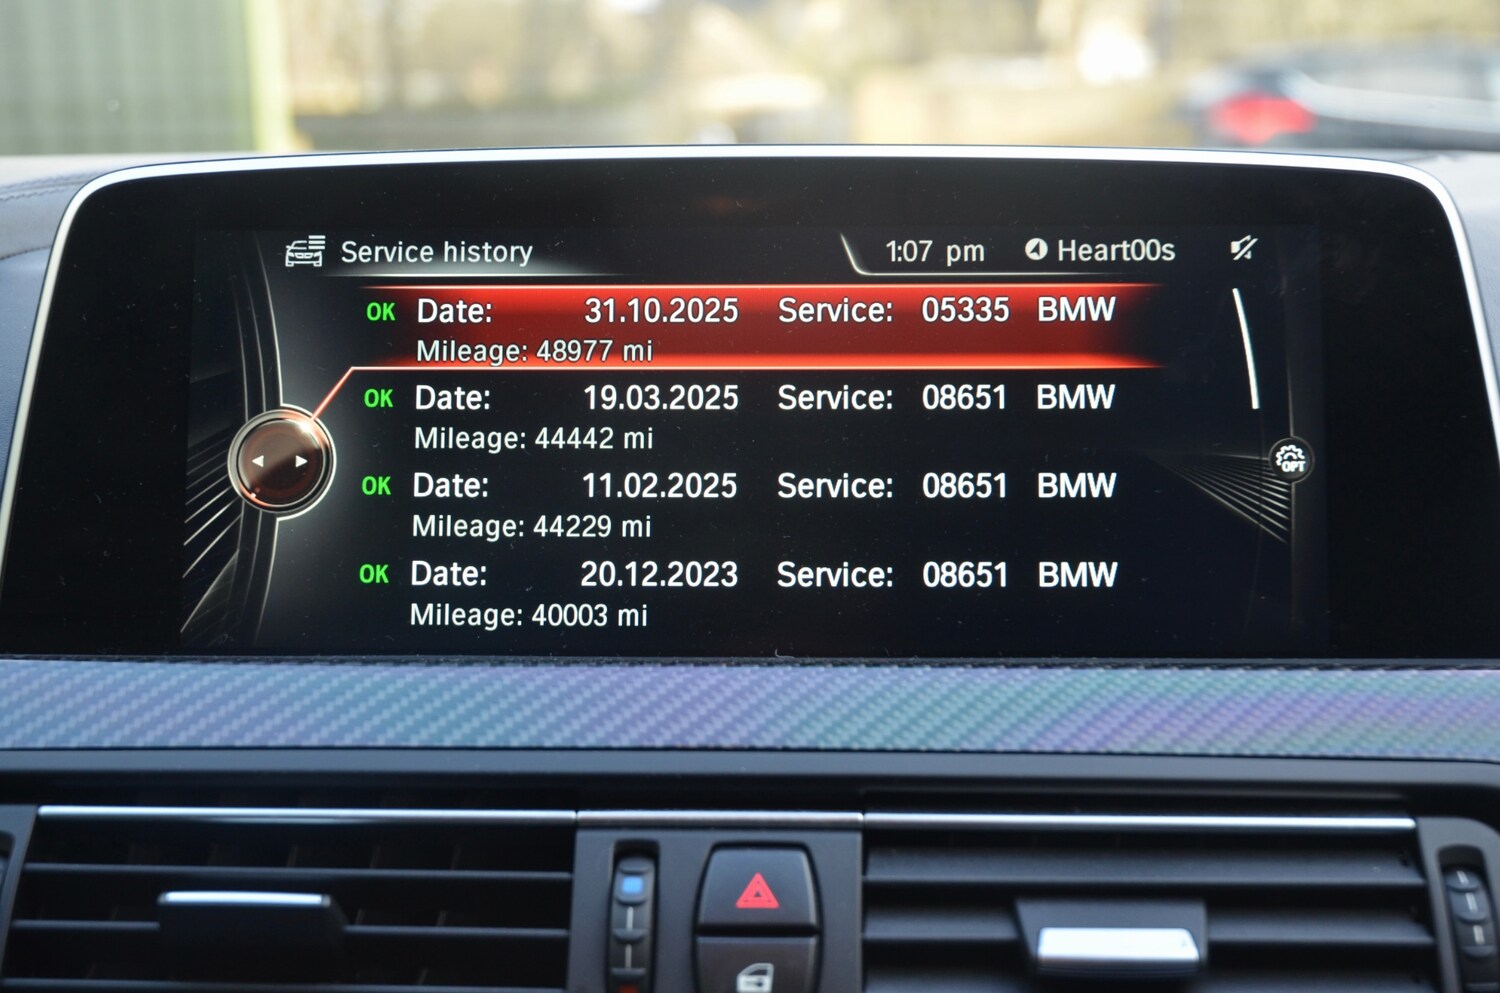 Service history 1:07 pm Heart00s
OK Date: 31.10.2025 Service: 05335 BMW
Mileage: 48977 mi
OK Date: 19.03.2025 Service: 08651 BMW
Mileage: 44442 mi
OK Date: 11.02.2025 Service: 08651 BMW
Mileage: 44229 mi
OK Date: 20.12.2023 Service: 08651 BMW
Mileage: 40003 mi
OPT